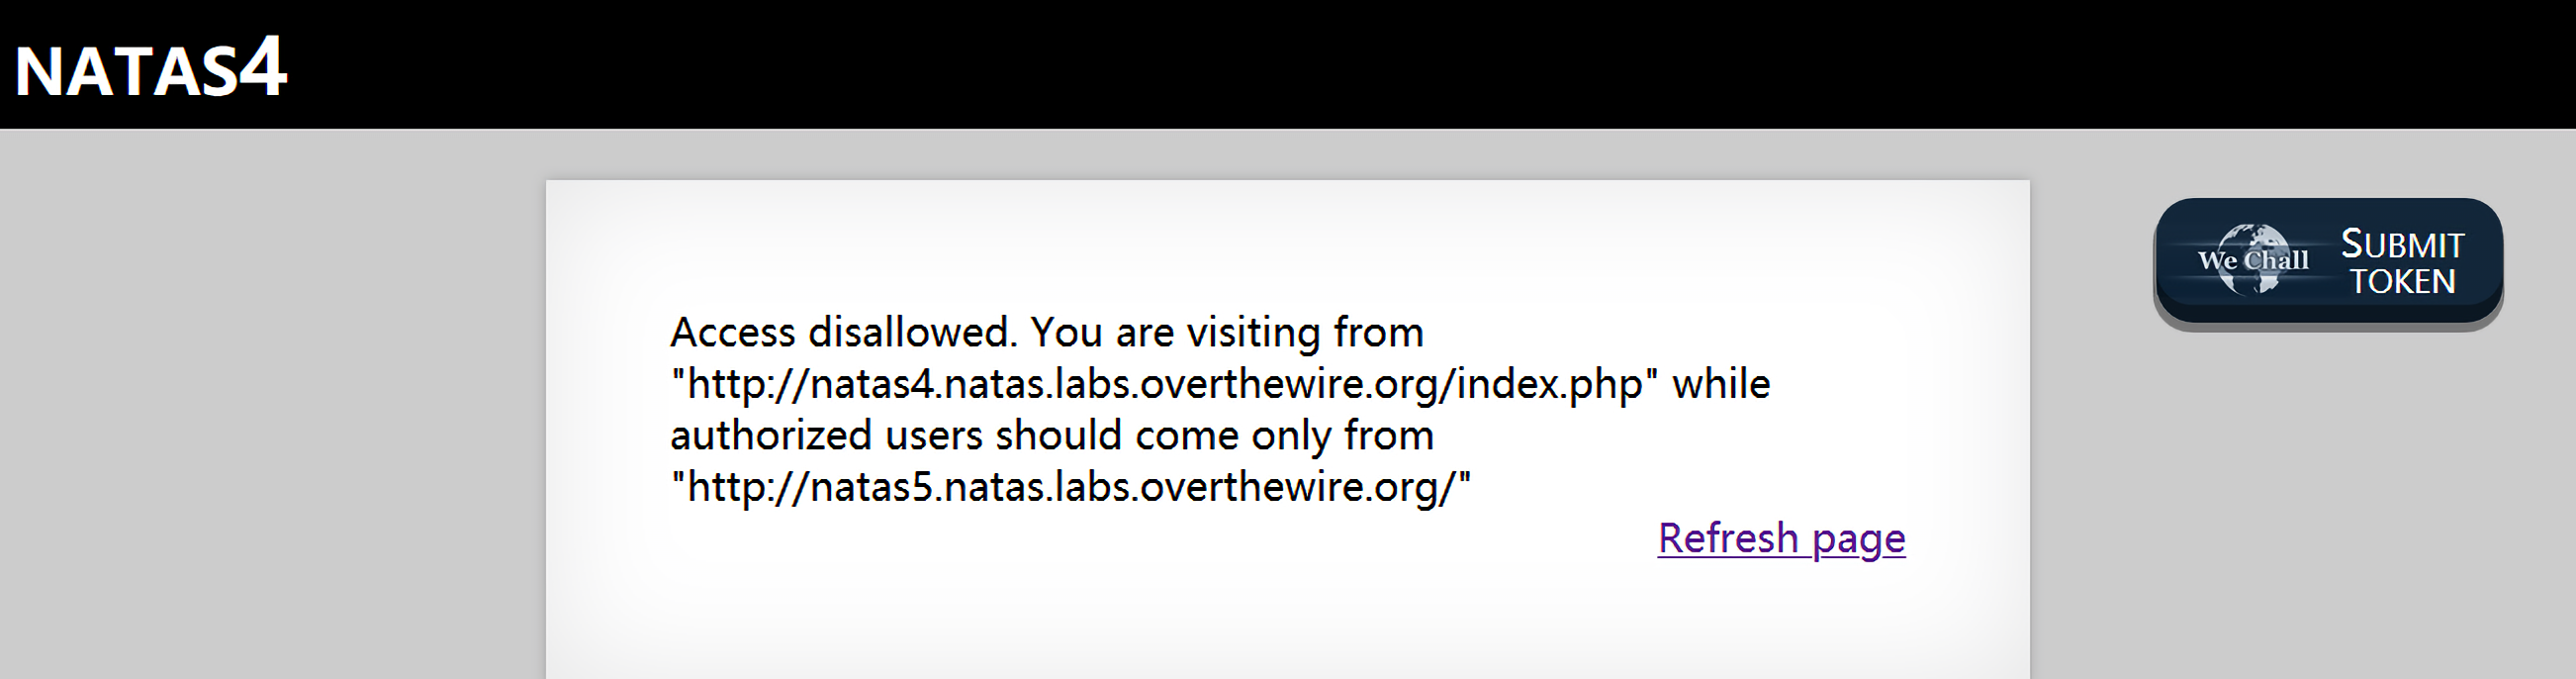 NATAS4
Access disallowed. You are visiting from
"http://natas4.natas.labs.overthewire.org/index.php" while
authorized users should come only from
"http://natas5.natas.labs.overthewire.org/"
Refresh page
We Chall
SUBMIT
TOKEN